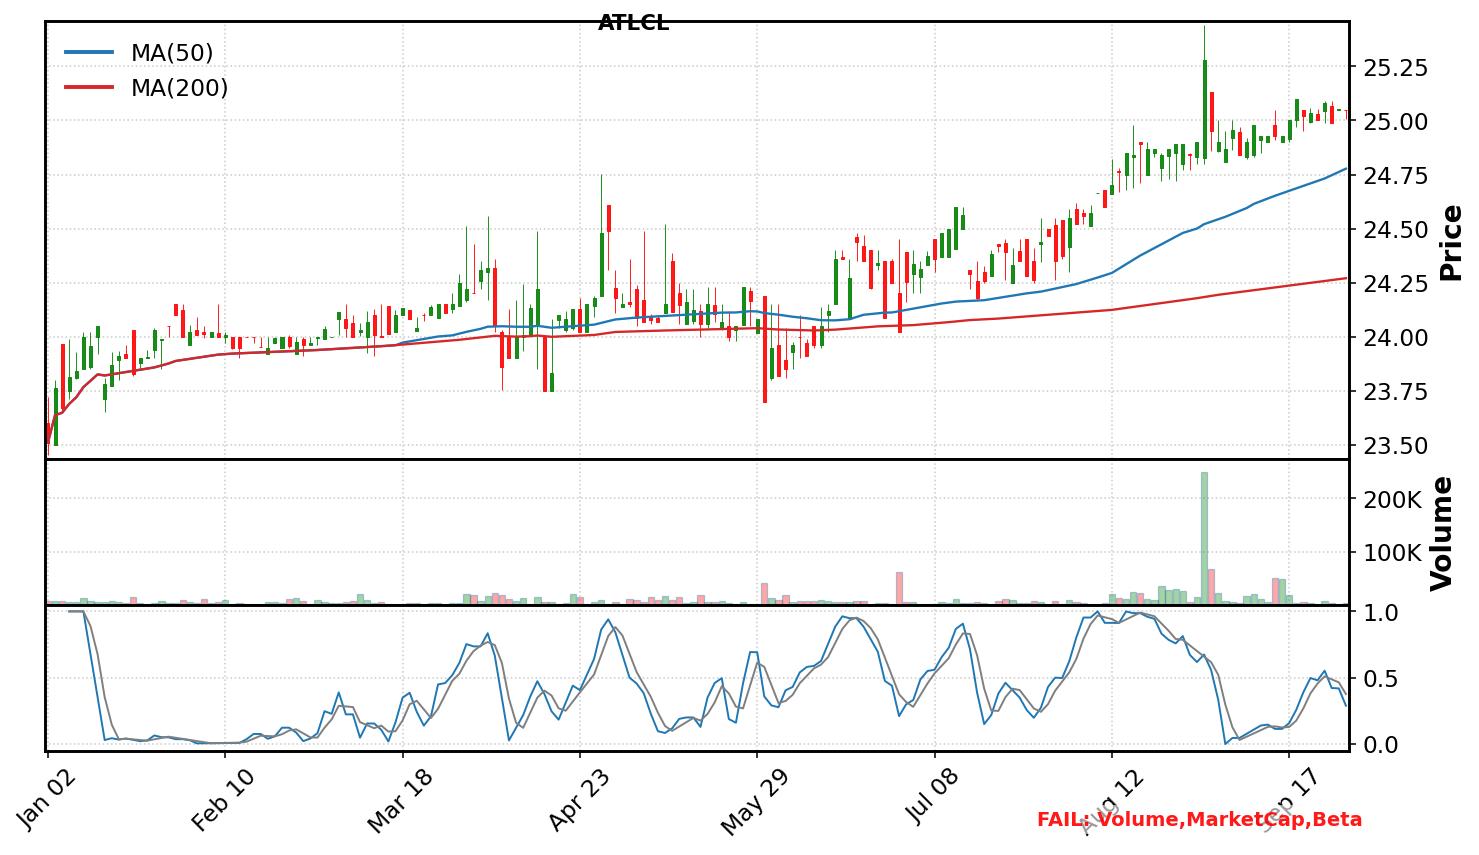 ATLCL
MA(50)
MA(200)
25.25
25.00
24.75
24.50
24.25
24.00
23.75
23.50
Price
200K
100K
Volume
1.0
0.5
0.0
Jan 02
Feb 10
Mar 18
Apr 23
May 29
Jul 08
Aug 12
Sep 17
FAIL: Volume,MarketCap,Beta